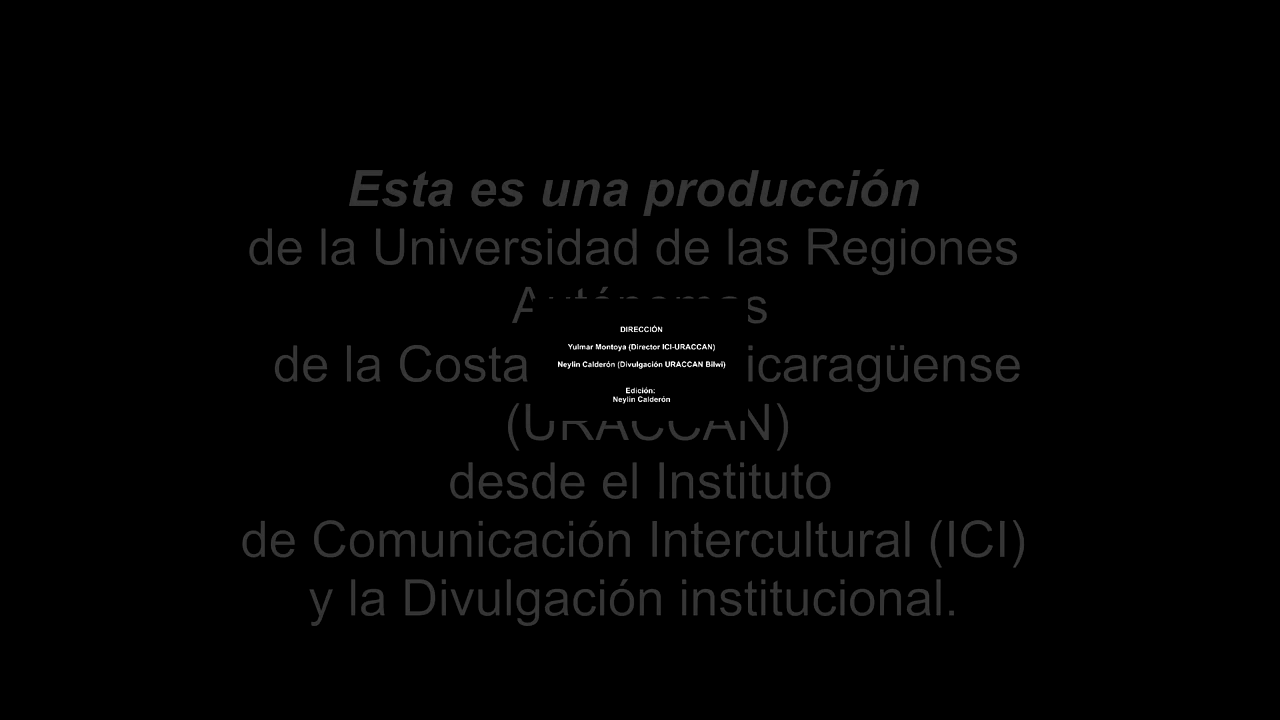 Esta es una producción
de la Universidad de las Regiones
Autónomas
de la Costa icaragüense
(URACCAN)
desde el Instituto
de Comunicación Intercultural (ICI)
y la Divulgación institucional.
DIRECCIÓN
Yulmar Montoya (Director ICI-URACCAN)
Neylin Calderón (Divulgación URACCAN Bilwi)
Edición:
Neylin Calderón